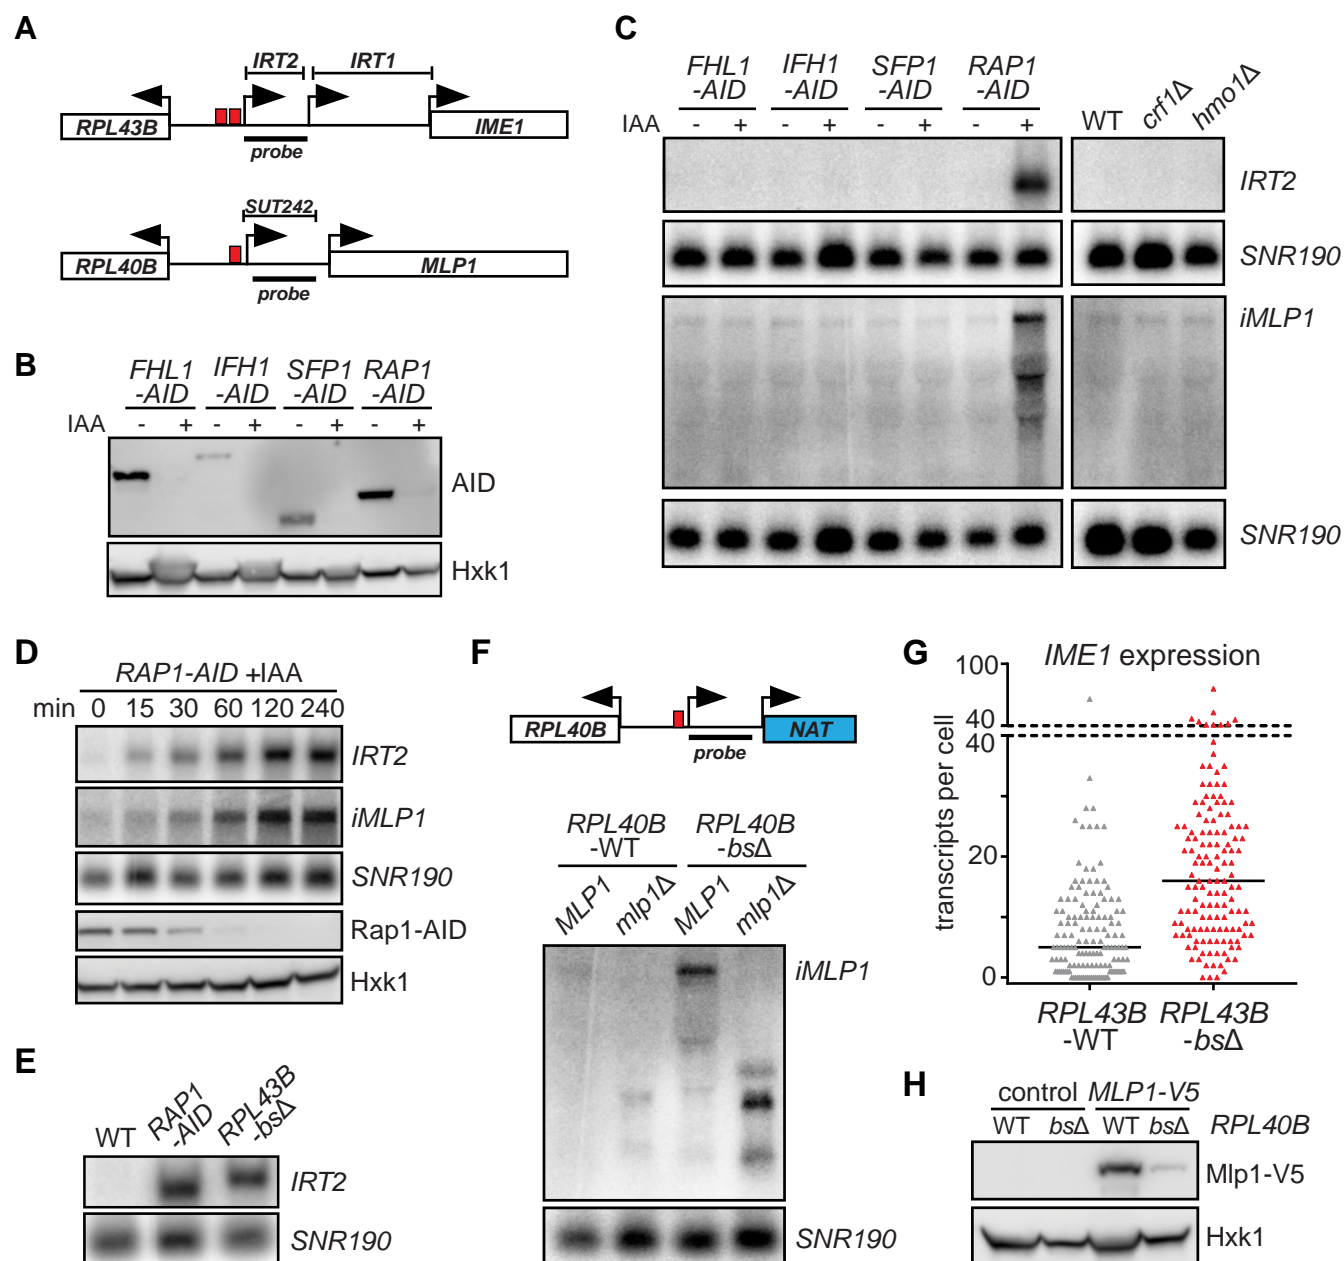 A
IRT2 IRT1
RPL43B IME1
probe
SUT242
RPL40B MLP1
probe
B
FHL1 -AID IFH1 -AID SFP1 -AID RAP1 -AID
IAA - + - + - + - +
AID
Hxk1
C
FHL1 -AID IFH1 -AID SFP1 -AID RAP1 -AID
IAA - + - + - + - + WT crf1Δ hmo1Δ
IRT2
SNR190
iMLP1
SNR190
D
RAP1-AID +IAA
min 0 15 30 60 120 240
IRT2
iMLP1
SNR190
Rap1-AID
Hxk1
E
WT RAP1 -AID RPL43B -bsΔ
IRT2
SNR190
F
RPL40B NAT
probe
RPL40B -WT RPL40B -bsΔ
MLP1 mlp1Δ MLP1 mlp1Δ
iMLP1
SNR190
G
IME1 expression
transcripts per cell
100
40
40
20
0
RPL43B -WT RPL43B -bsΔ
H
control MLP1-V5
WT bsΔ WT bsΔ RPL40B
Mlp1-V5
Hxk1